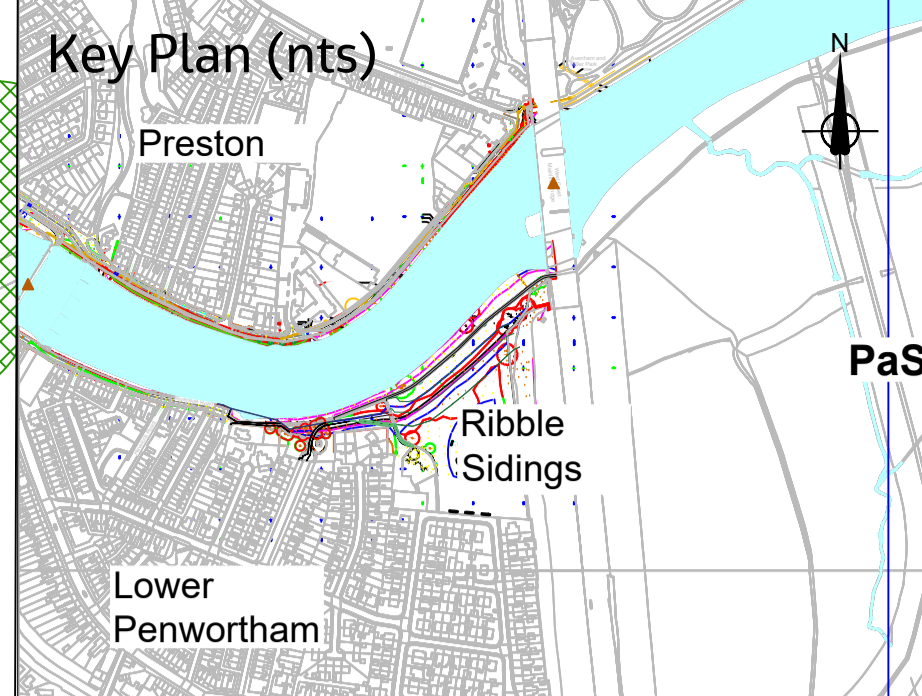 Key Plan (nts)
N
Preston
PaS
Ribble
Sidings
Lower
Penwortham